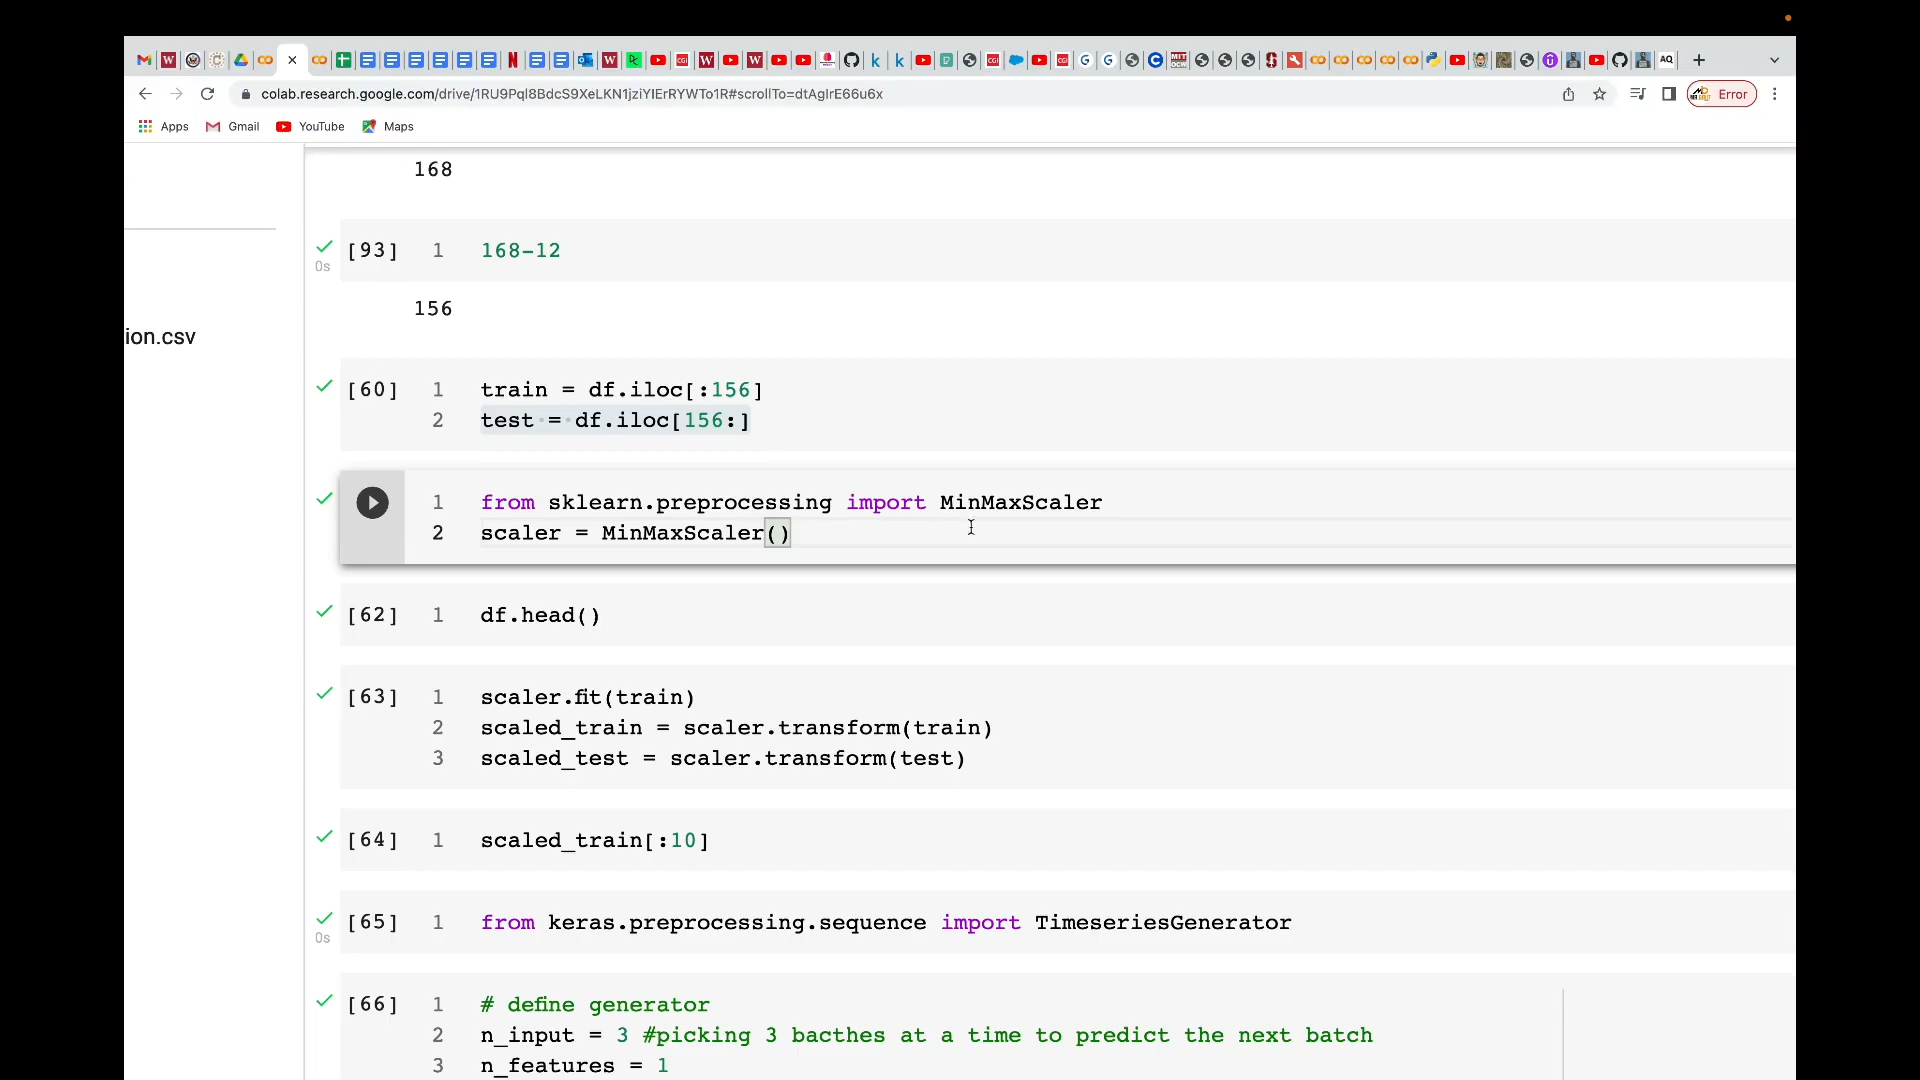 colab.research.google.com/drive/1RU9Pql8BdcS9XeLKN1jziYIErRYWTo1R#scrollTo=dtAgIrE66u6x
Error
Apps
Gmail
YouTube
Maps
168
[93] 1 168-12
0s
156
ion.csv
[60] 1 train = df.iloc[:156]
2 test = df.iloc[156:]
1 from sklearn.preprocessing import MinMaxScaler
2 scaler = MinMaxScaler()
[62] 1 df.head()
[63] 1 scaler.fit(train)
2 scaled_train = scaler.transform(train)
3 scaled_test = scaler.transform(test)
[64] 1 scaled_train[:10]
[65] 1 from keras.preprocessing.sequence import TimeseriesGenerator
0s
[66] 1 # define generator
2 n_input = 3 #picking 3 bacthes at a time to predict the next batch
3 n_features = 1